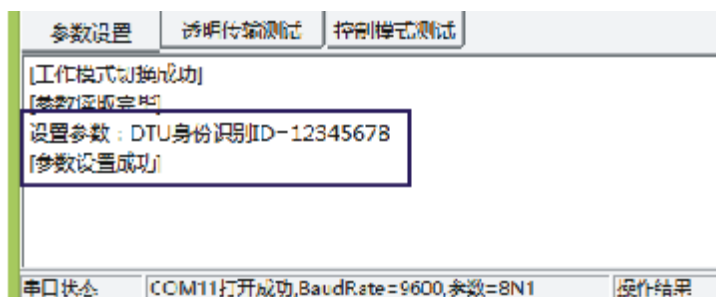 参数设置 透明传输测试 控制模式测试
[工作模式切换成功]
[参数读取完毕]
设置参数：DTU身份识别ID=12345678
[参数设置成功]
串口状态 COM11打开成功,BaudRate=9600,参数=8N1 操作结果